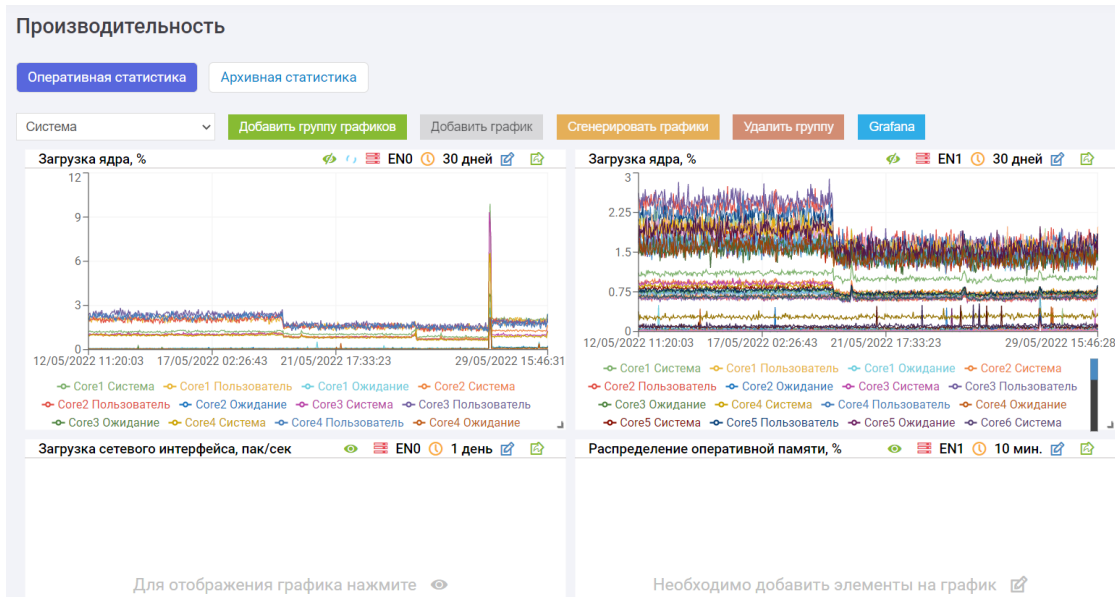 Производительность
Оперативная статистика Архивная статистика
Система Добавить группу графиков Добавить график Сгенерировать графики Удалить группу Grafana
Загрузка ядра, % EN0 30 дней
12
9
6
3
0
12/05/2022 11:20:03 17/05/2022 02:26:43 21/05/2022 17:33:23 29/05/2022 15:46:31
Core1 Система Core1 Пользователь Core1 Ожидание Core2 Система
Core2 Пользователь Core2 Ожидание Core3 Система Core3 Пользователь
Core3 Ожидание Core4 Система Core4 Пользователь Core4 Ожидание
Загрузка ядра, % EN1 30 дней
3
2.25
1.5
0.75
0
12/05/2022 11:20:03 17/05/2022 02:26:43 21/05/2022 17:33:23 29/05/2022 15:46:28
Core1 Система Core1 Пользователь Core1 Ожидание Core2 Система
Core2 Пользователь Core2 Ожидание Core3 Система Core3 Пользователь
Core3 Ожидание Core4 Система Core4 Пользователь Core4 Ожидание
Core5 Система Core5 Пользователь Core5 Ожидание Core6 Система
Загрузка сетевого интерфейса, пак/сек EN0 1 день
Для отображения графика нажмите
Распределение оперативной памяти, % EN1 10 мин.
Необходимо добавить элементы на график